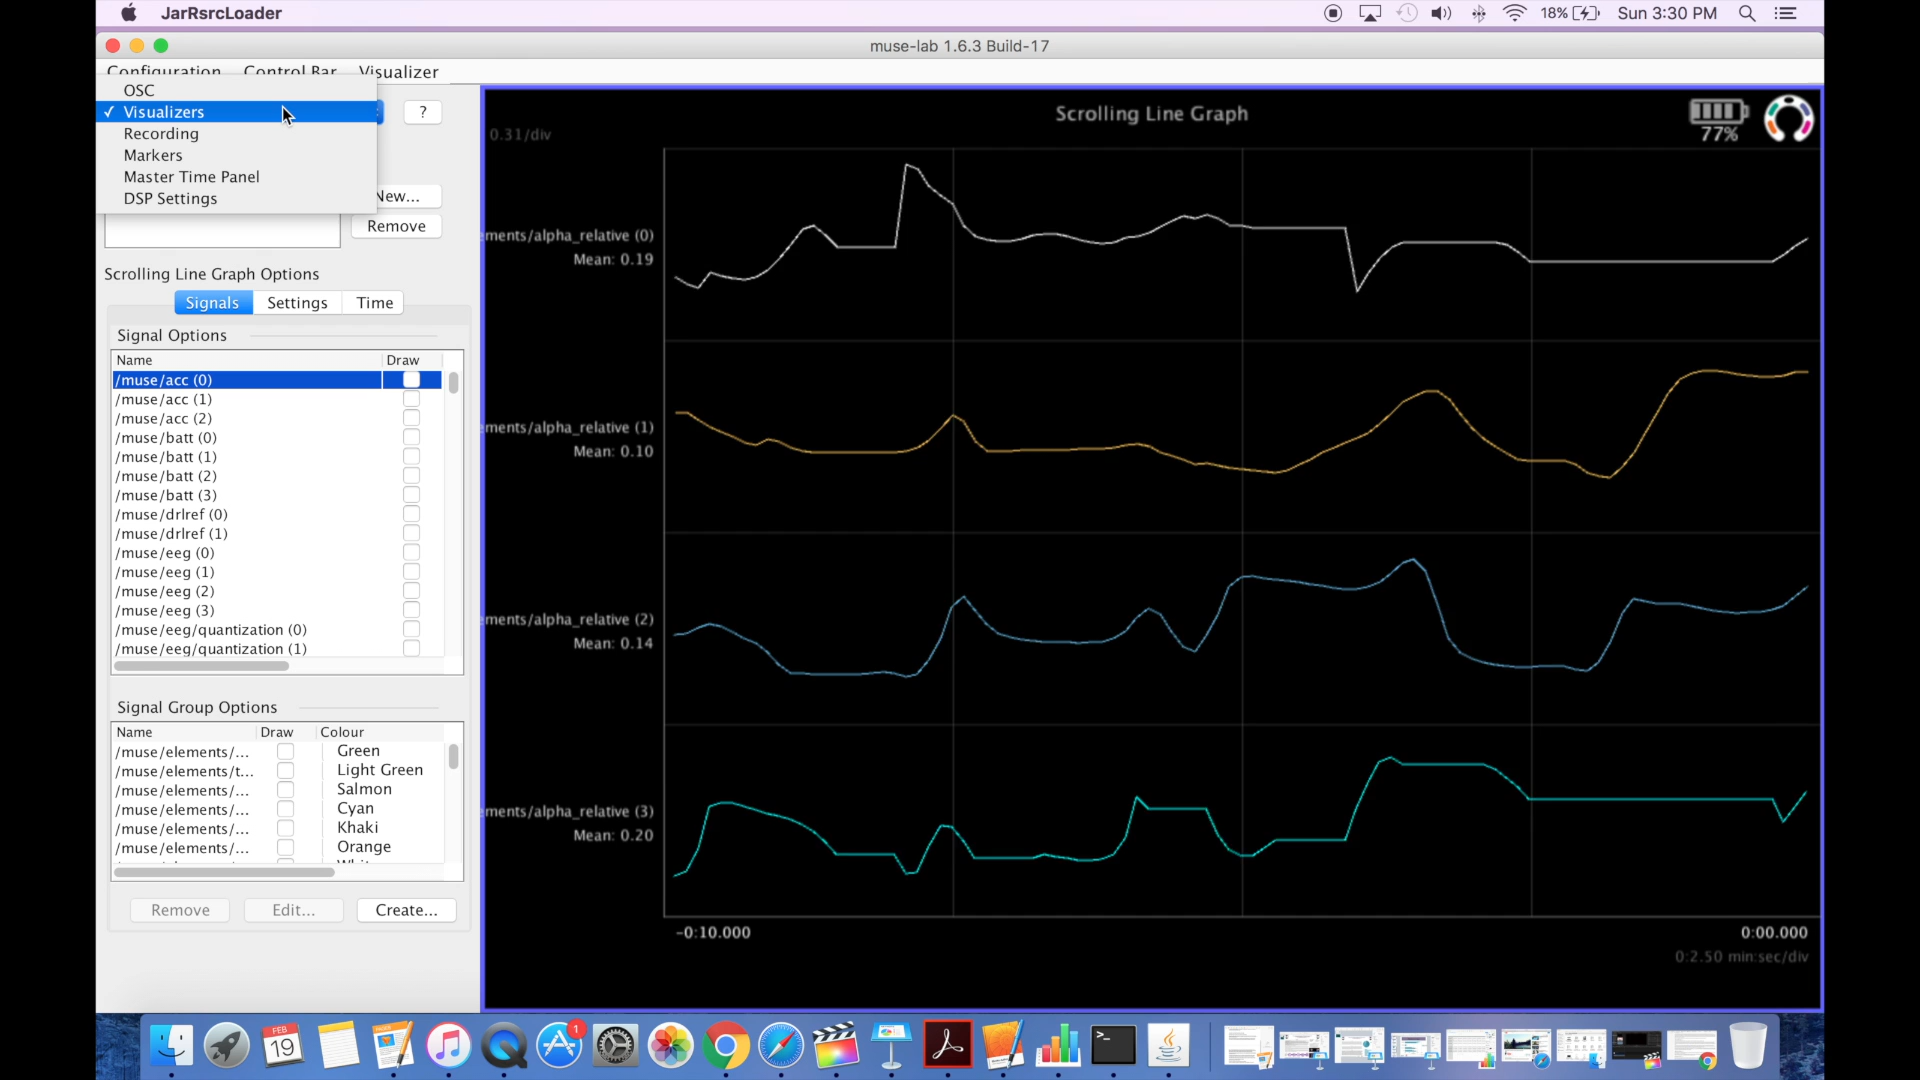 JarRsrcLoader
18%
Sun 3:30 PM
muse-lab 1.6.3 Build-17
Configuration Control Bar Visualizer
OSC
✓ Visualizers
?
Recording
Markers
Master Time Panel
DSP Settings
New...
Remove
Scrolling Line Graph Options
Signals Settings Time
Signal Options
Name Draw
/muse/acc (0)
/muse/acc (1)
/muse/acc (2)
/muse/batt (0)
/muse/batt (1)
/muse/batt (2)
/muse/batt (3)
/muse/drlref (0)
/muse/drlref (1)
/muse/eeg (0)
/muse/eeg (1)
/muse/eeg (2)
/muse/eeg (3)
/muse/eeg/quantization (0)
/muse/eeg/quantization (1)
Signal Group Options
Name Draw Colour
/muse/elements/... Green
/muse/elements/t... Light Green
/muse/elements/... Salmon
/muse/elements/... Cyan
/muse/elements/... Khaki
/muse/elements/... Orange
Remove Edit... Create...
Scrolling Line Graph
77%
0.31/div
ements/alpha_relative (0)
Mean: 0.19
ements/alpha_relative (1)
Mean: 0.10
ements/alpha_relative (2)
Mean: 0.14
ements/alpha_relative (3)
Mean: 0.20
-0:10.000
0:00.000
0:2.50 min:sec/div
FEB
19
1